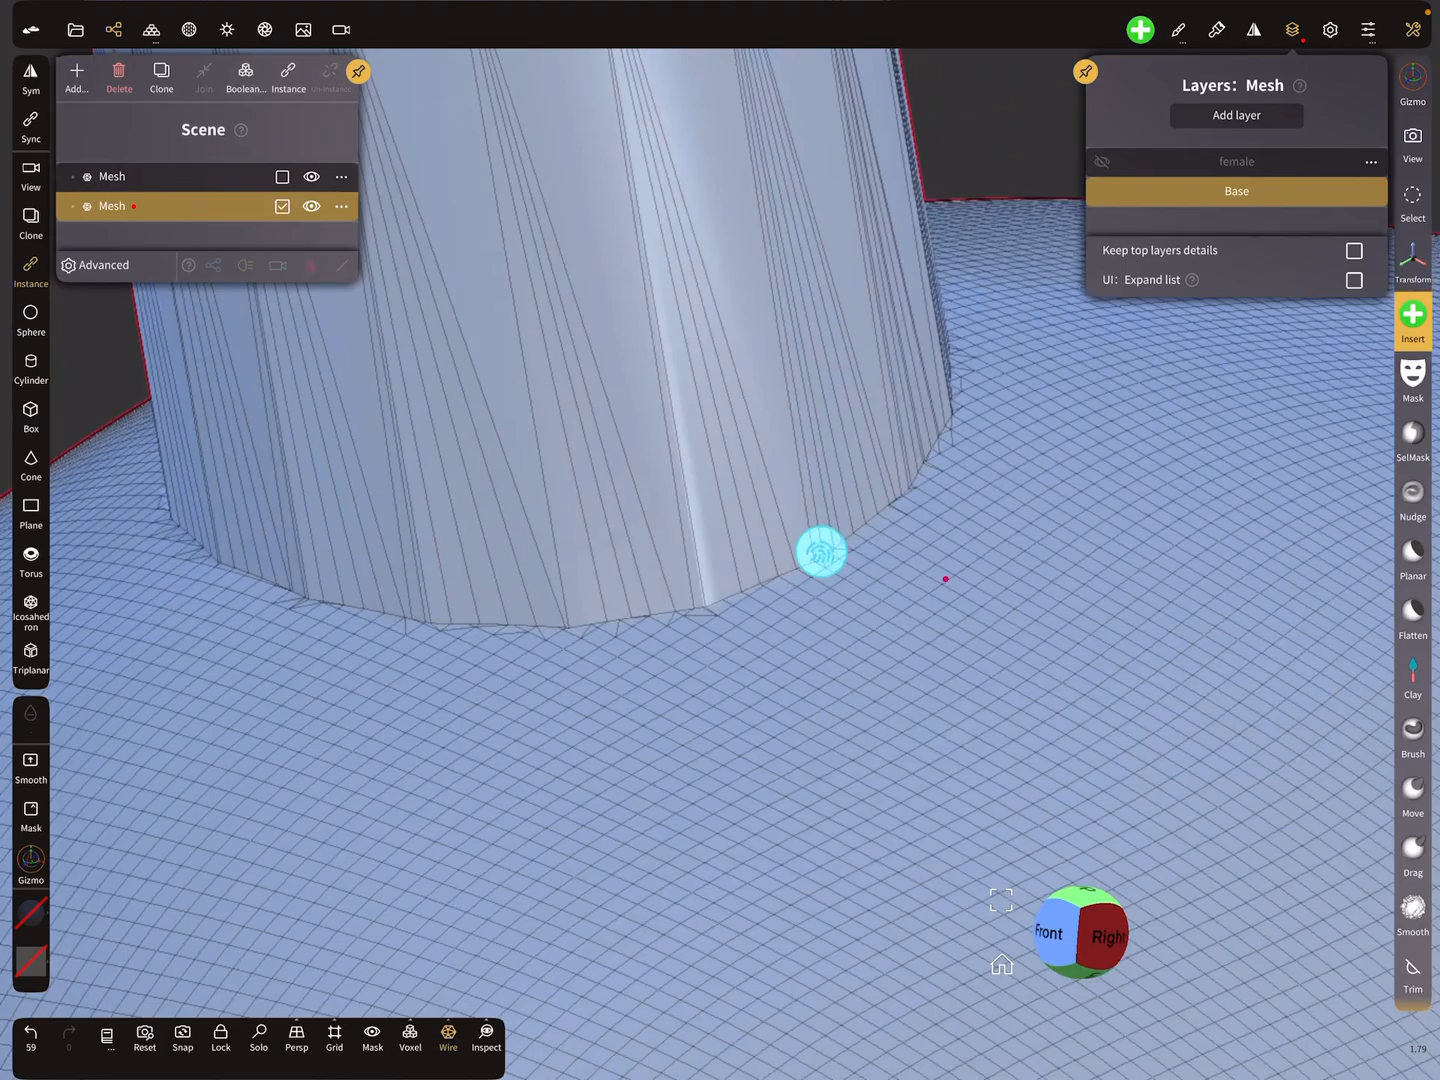 Add...
Delete
Clone
Join
Boolean...
Instance
Un-instance
Scene
Mesh
Mesh
Advanced
Layers: Mesh
Add layer
female
Base
Keep top layers details
UI: Expand list
Sym
Sync
View
Clone
Instance
Sphere
Cylinder
Box
Cone
Plane
Torus
Icosahed
ron
Triplanar
Smooth
Mask
Gizmo
Gizmo
View
Select
Transform
Insert
Mask
SelMask
Nudge
Planar
Flatten
Clay
Brush
Move
Drag
Smooth
Trim
Front
Right
59
0
...
Reset
Snap
Lock
Solo
Persp
Grid
Mask
Voxel
Wire
Inspect
1.79